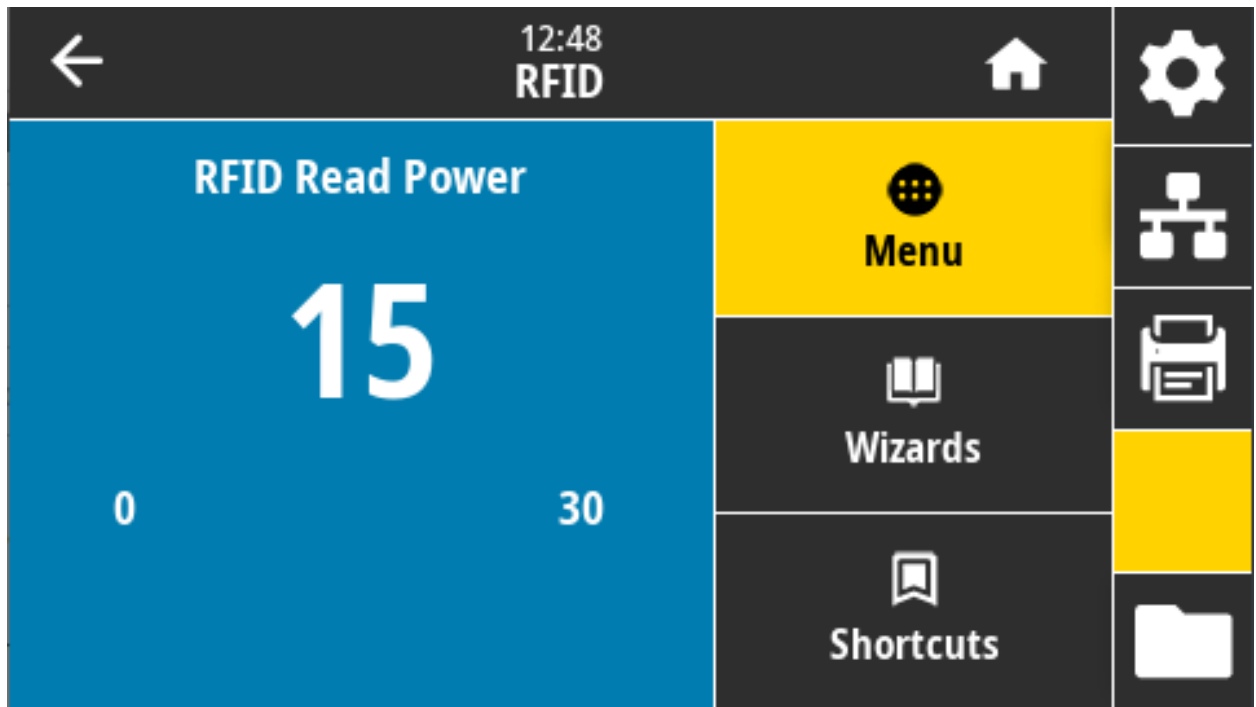 12:48
RFID
RFID Read Power
15
0 30
Menu
Wizards
Shortcuts